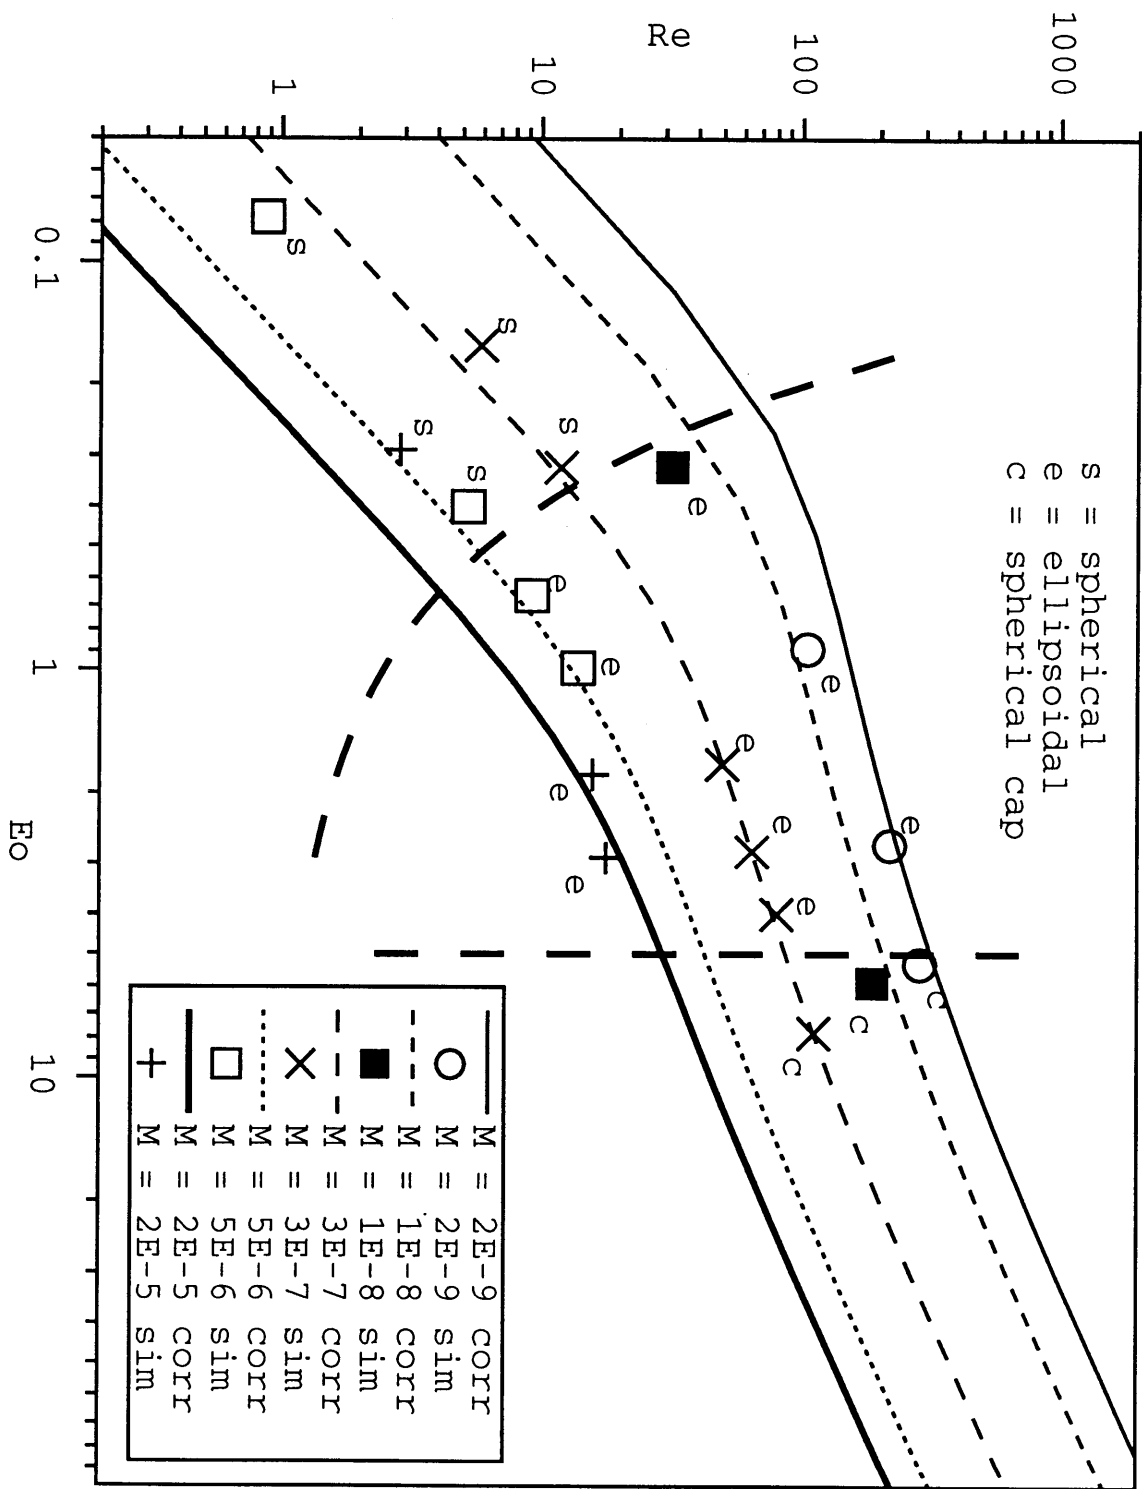 1000
100
10
1
Re
s = spherical
e = ellipsoidal
c = spherical cap
s
s
s
s
s
e
e
e
e
e
e
e
e
e
e
e
c
c
c
M = 2E-9 corr
M = 2E-9 sim
M = 1E-8 corr
M = 1E-8 sim
M = 3E-7 corr
M = 3E-7 sim
M = 5E-6 corr
M = 5E-6 sim
M = 2E-5 corr
M = 2E-5 sim
0.1
1
10
Eo